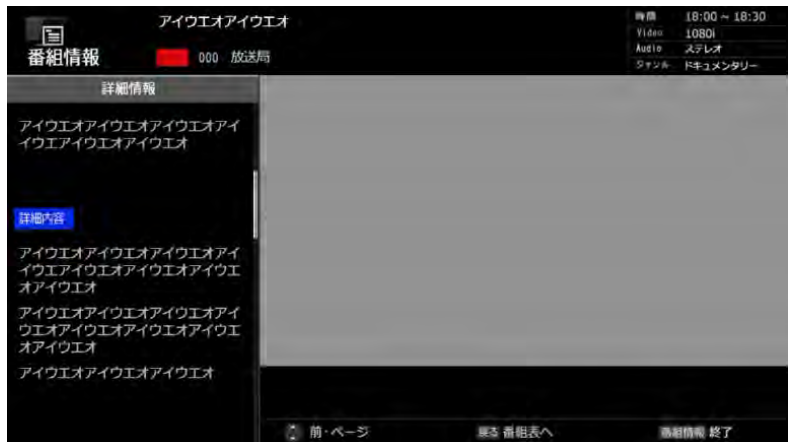 アイウエオアイウエオ
番組情報
000 放送局
時間 18:00 ~ 18:30
Video 1080i
Audio ステレオ
ジャンル ドキュメンタリー
詳細情報
アイウエオアイウエオアイウエオアイ
イウエアイウエオアイウエオ
詳細内容
アイウエオアイウエオアイウエオアイ
イウエアイウエオアイウエオアイウエ
オアイウエオ
アイウエオアイウエオアイウエオアイ
ウエオアイウエオアイウエオアイウエ
オアイウエオ
アイウエオアイウエオアイウエオ
前・ページ
戻る 番組表へ
番組情報 終了